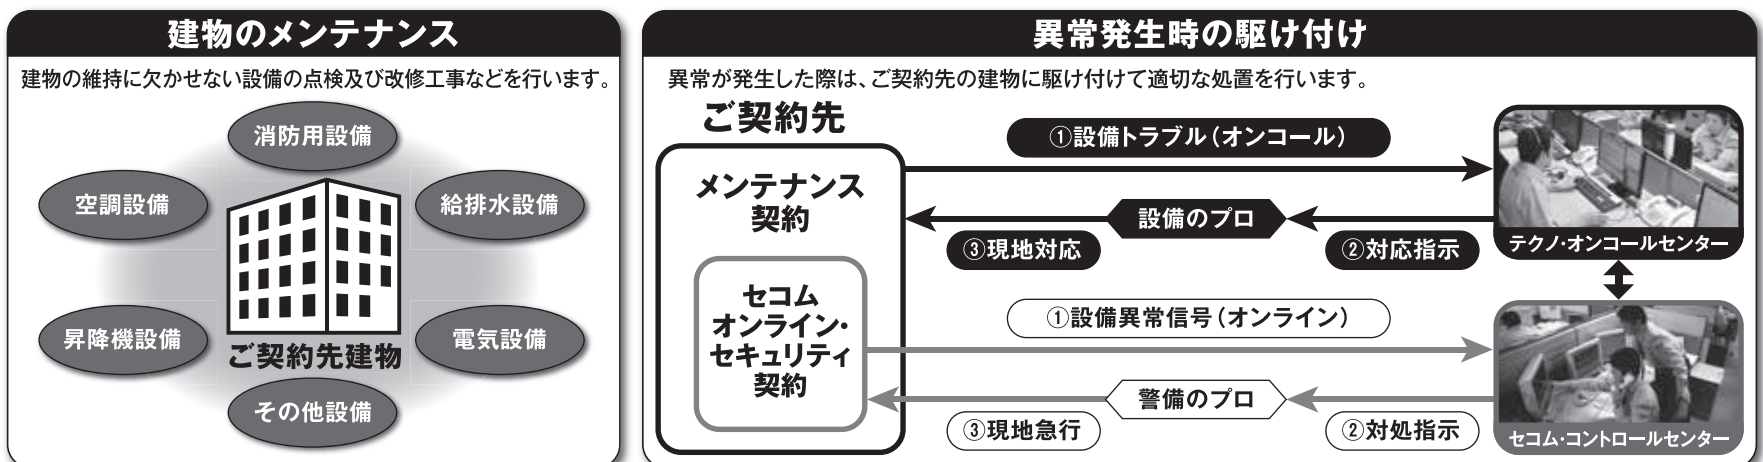 建物のメンテナンス
建物の維持に欠かせない設備の点検及び改修工事などを行います。
消防用設備
空調設備
給排水設備
昇降機設備
電気設備
ご契約先建物
その他設備
異常発生時の駆け付け
異常が発生した際は、ご契約先の建物に駆け付けて適切な処置を行います。
ご契約先
メンテナンス
契約
セコム
オンライン・
セキュリティ
契約
①設備トラブル(オンコール)
設備のプロ
③現地対応
②対応指示
テクノ・オンコールセンター
①設備異常信号(オンライン)
警備のプロ
③現地急行
②対処指示
セコム・コントロールセンター